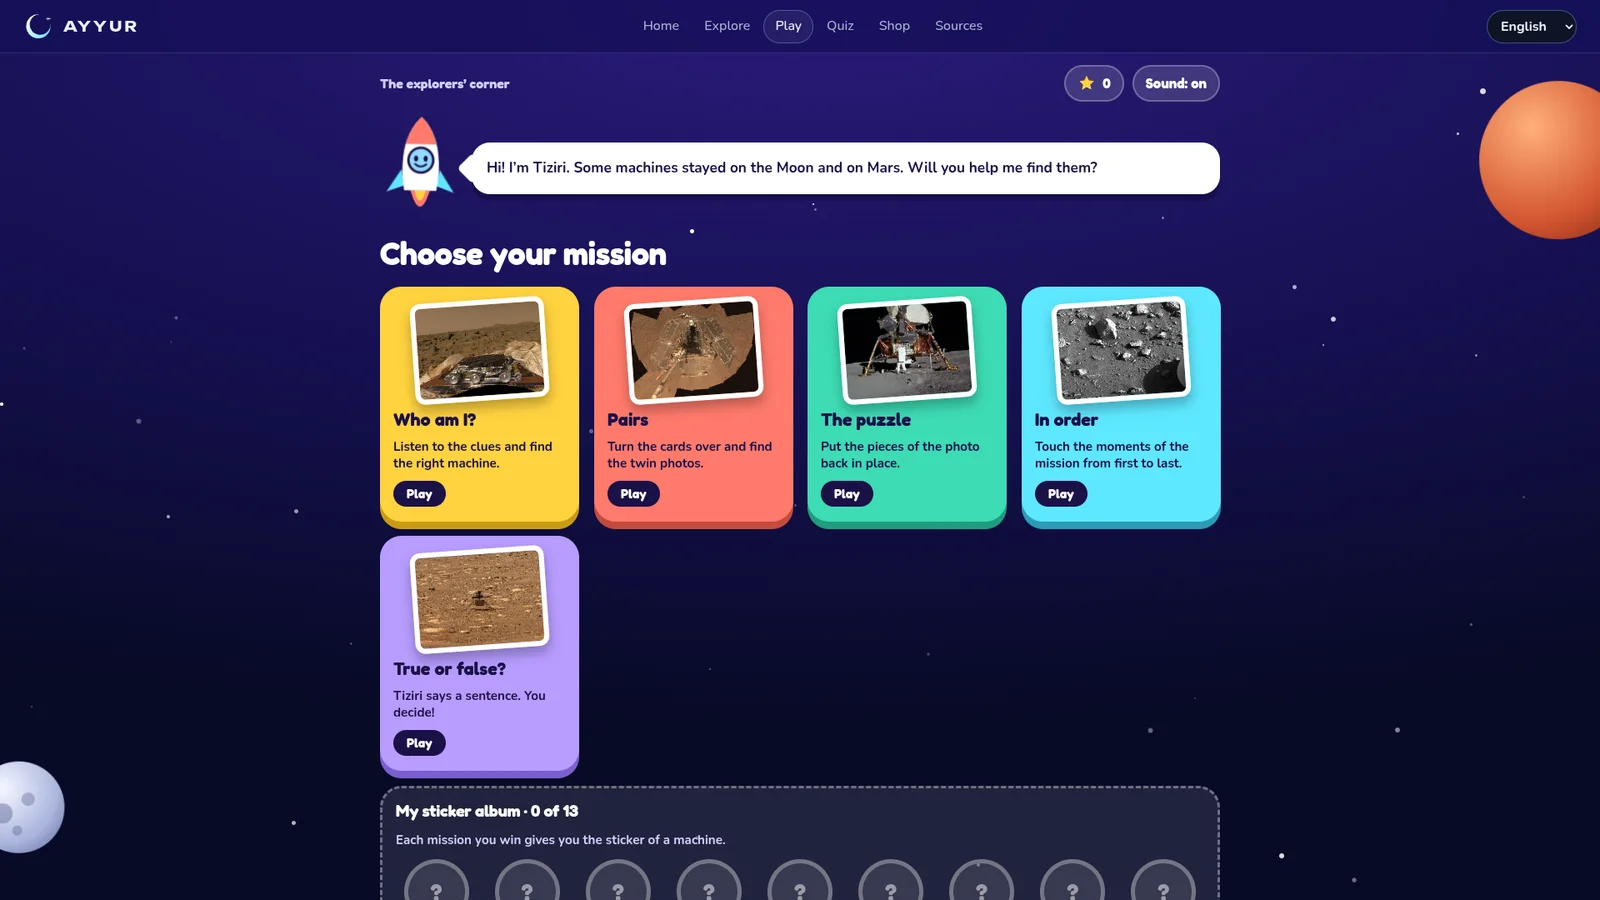 AYYUR
Home
Explore
Play
Quiz
Shop
Sources
English
The explorers’ corner
0
Sound: on
Hi! I’m Tiziri. Some machines stayed on the Moon and on Mars. Will you help me find them?
Choose your mission
Who am I?
Listen to the clues and find
the right machine.
Play
Pairs
Turn the cards over and find
the twin photos.
Play
The puzzle
Put the pieces of the photo
back in place.
Play
In order
Touch the moments of the
mission from first to last.
Play
True or false?
Tiziri says a sentence. You
decide!
Play
My sticker album · 0 of 13
Each mission you win gives you the sticker of a machine.
? ? ? ? ? ? ? ? ?